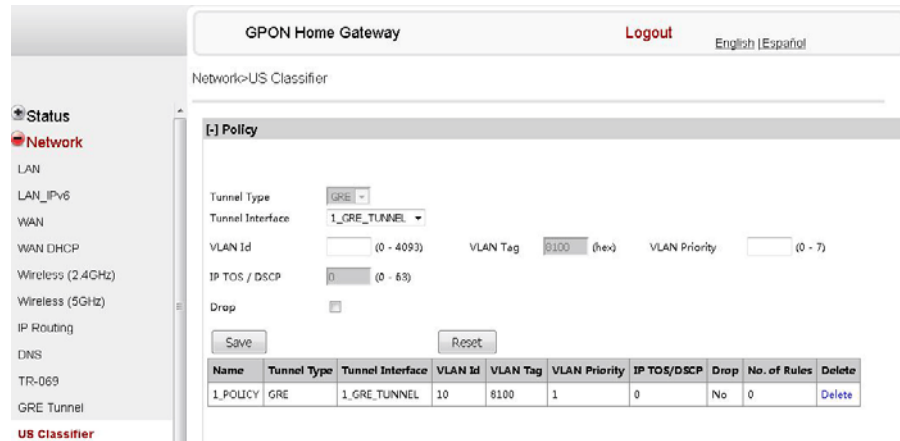 GPON Home Gateway
Logout
English | Español
Network>US Classifier
Status
Network
LAN
LAN_IPv6
WAN
WAN DHCP
Wireless (2.4GHz)
Wireless (5GHz)
IP Routing
DNS
TR-069
GRE Tunnel
US Classifier
[-] Policy
Tunnel Type GRE
Tunnel Interface 1_GRE_TUNNEL
VLAN Id (0 - 4093) VLAN Tag 8100 (hex) VLAN Priority (0 - 7)
IP TOS / DSCP 0 (0 - 63)
Drop
Save Reset
Name Tunnel Type Tunnel Interface VLAN Id VLAN Tag VLAN Priority IP TOS/DSCP Drop No. of Rules Delete
1_POLICY GRE 1_GRE_TUNNEL 10 8100 1 0 No 0 Delete